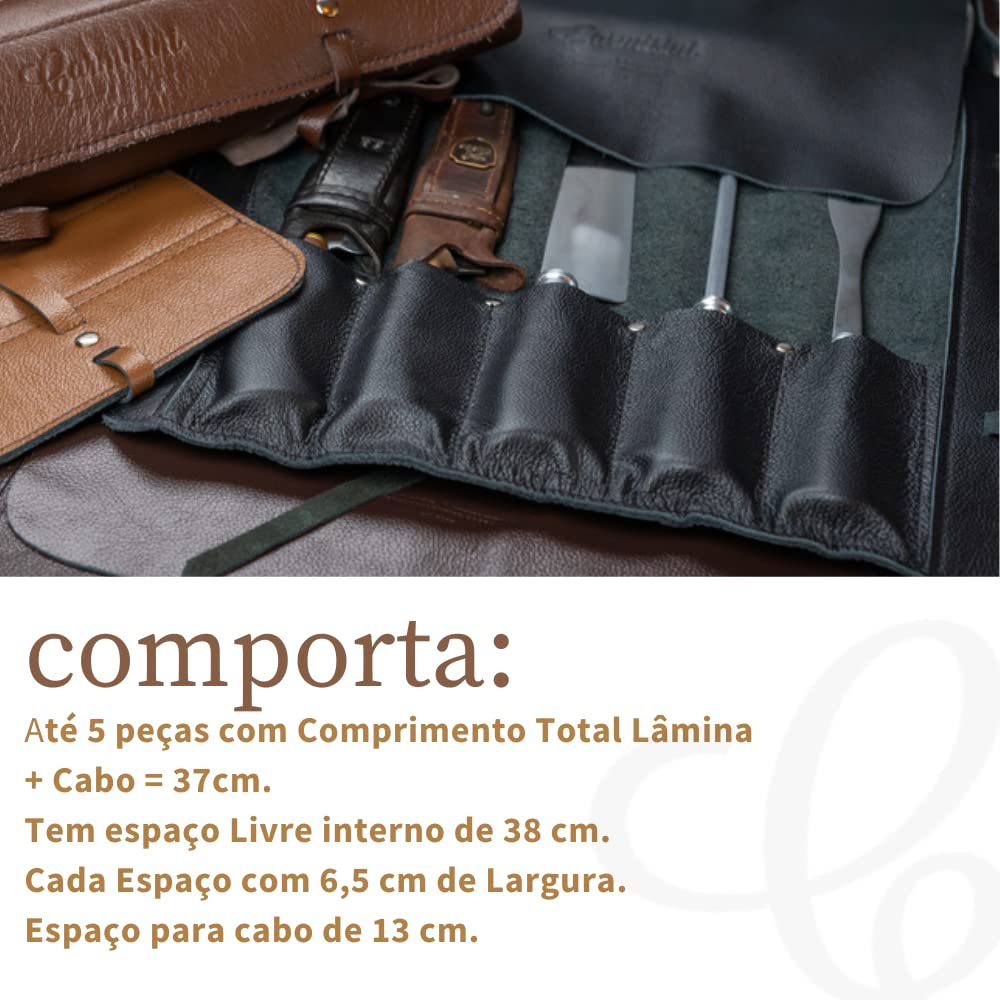 comporta:
Até 5 peças com Comprimento Total Lâmina
+ Cabo = 37cm.
Tem espaço Livre interno de 38 cm.
Cada Espaço com 6,5 cm de Largura.
Espaço para cabo de 13 cm.